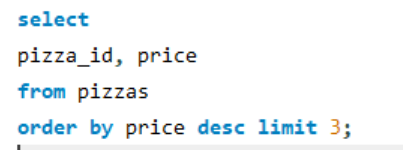 select
pizza_id, price
from pizzas
order by price desc limit 3;